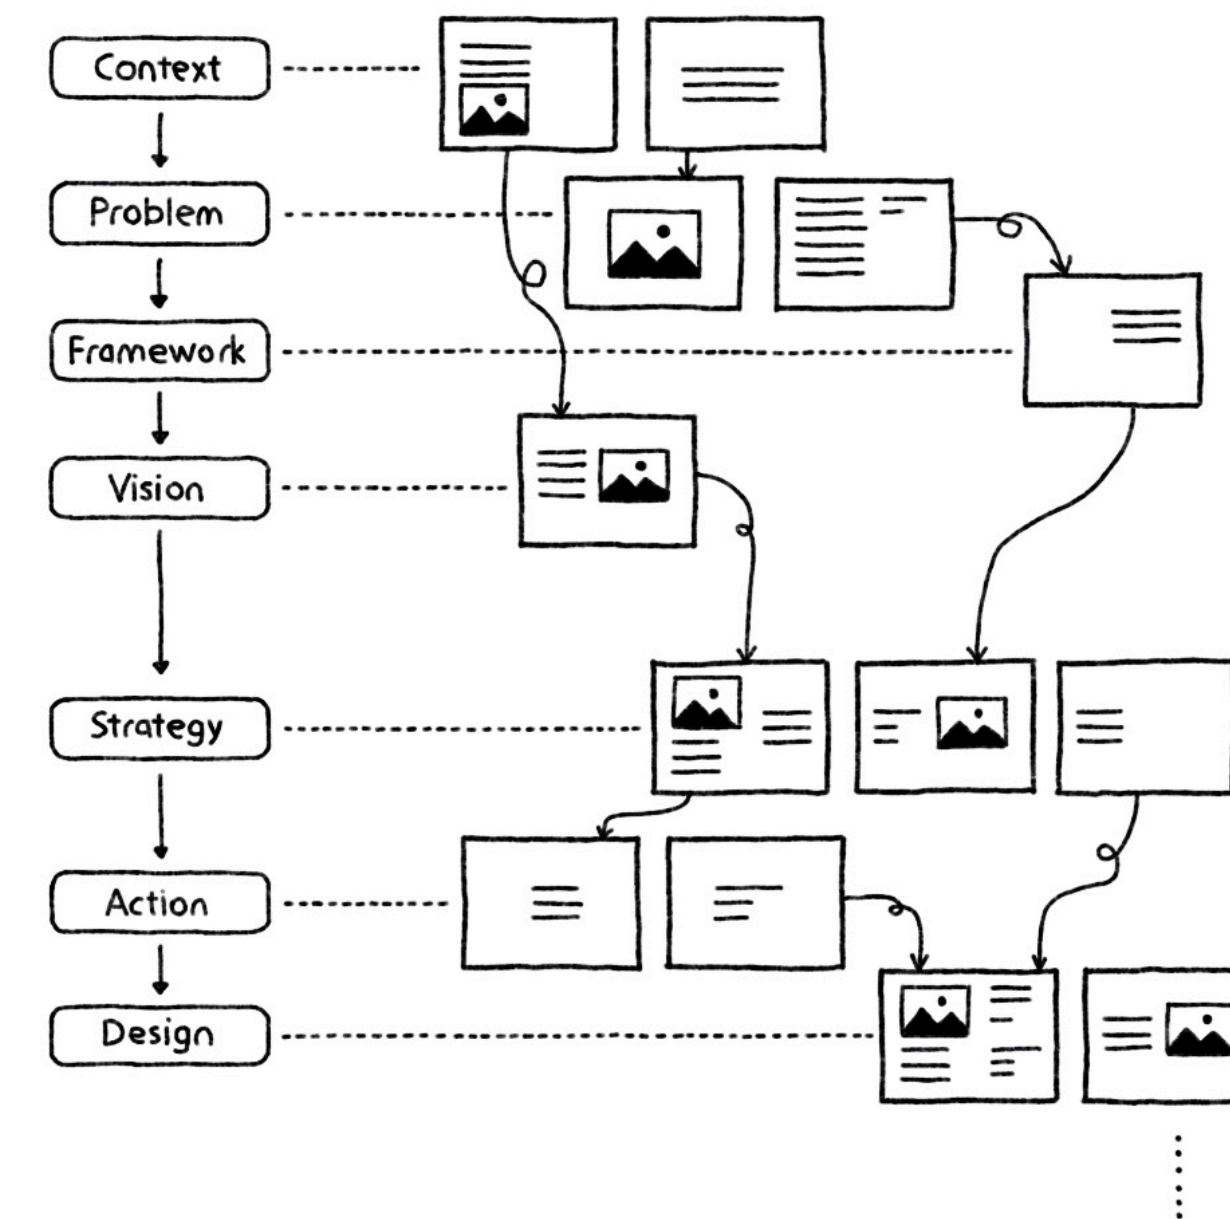 Context
Problem
Framework
Vision
Strategy
Action
Design